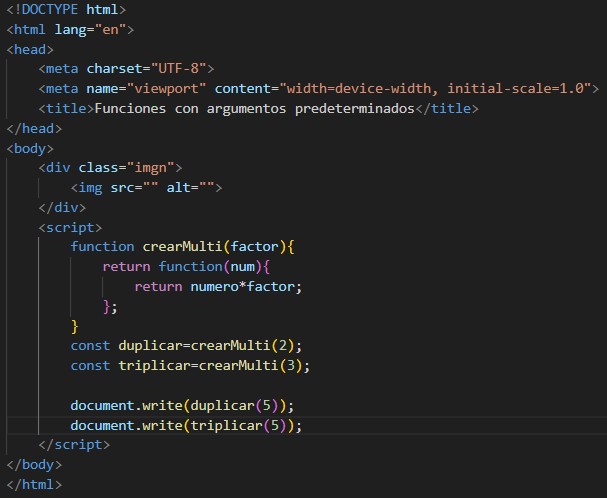 <!DOCTYPE html>
<html lang="en">
<head>
    <meta charset="UTF-8">
    <meta name="viewport" content="width=device-width, initial-scale=1.0">
    <title>Funciones con argumentos predeterminados</title>
</head>
<body>
    <div class="imgn">
        <img src="" alt="">
    </div>
    <script>
        function crearMulti(factor){
            return function(num){
                return numero*factor;
            };
        }
        const duplicar=crearMulti(2);
        const triplicar=crearMulti(3);

        document.write(duplicar(5));
        document.write(triplicar(5));
    </script>
</body>
</html>